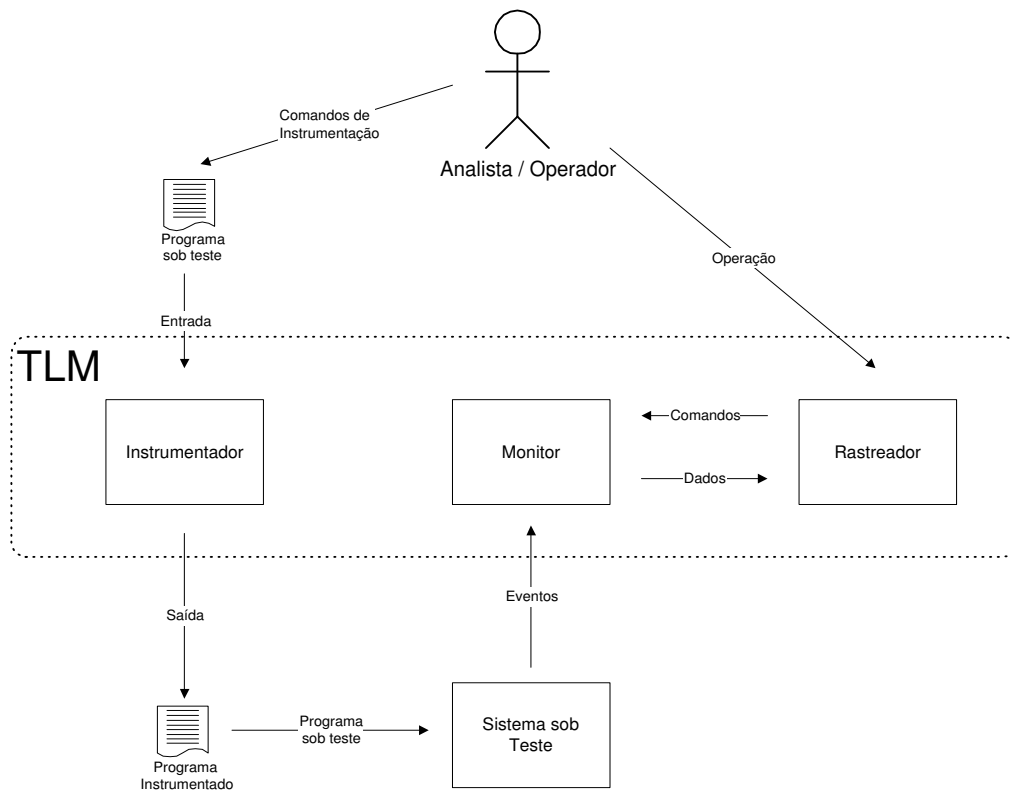 Comandos de
Instrumentação
Analista / Operador
Programa
sob teste
Operação
Entrada
TLM
Instrumentador
Monitor
Comandos
Dados
Rastreador
Saída
Eventos
Programa
Instrumentado
Programa
sob teste
Sistema sob
Teste